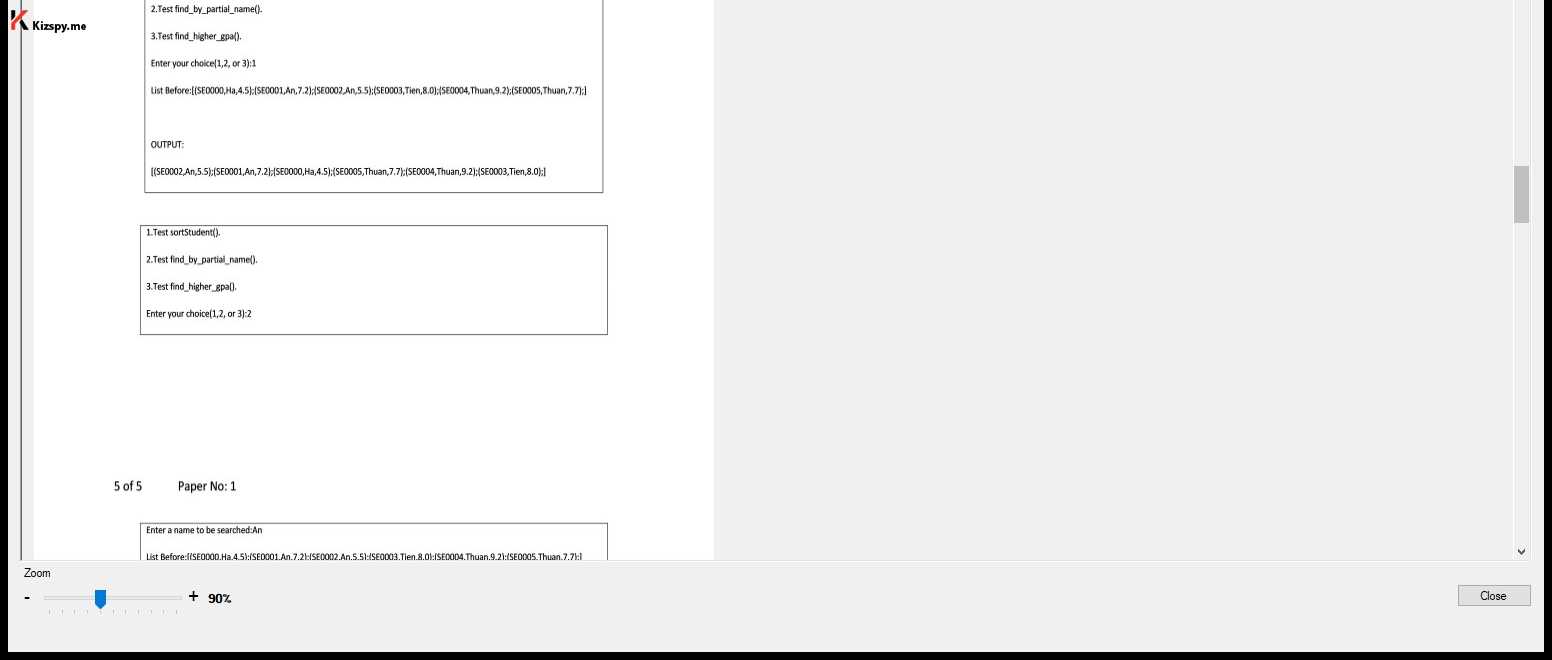 Kizspy.me
2.Test find_by_partial_name().
3.Test find_higher_gpa().
Enter your choice(1,2, or 3):1
List Before:[(SE0000,Ha,4.5);(SE0001,An,7.2);(SE0002,An,5.5);(SE0003,Tien,8.0);(SE0004,Thuan,9.2);(SE0005,Thuan,7.7);]
OUTPUT:
[(SE0002,An,5.5);(SE0001,An,7.2);(SE0000,Ha,4.5);(SE0005,Thuan,7.7);(SE0004,Thuan,9.2);(SE0003,Tien,8.0);]
1.Test sortStudent().
2.Test find_by_partial_name().
3.Test find_higher_gpa().
Enter your choice(1,2, or 3):2
5 of 5 Paper No: 1
Enter a name to be searched:An
List Before:[(SE0000,Ha,4.5);(SE0001,An,7.2);(SE0002,An,5.5);(SE0003,Tien,8.0);(SE0004,Thuan,9.2);(SE0005,Thuan,7.7);]
Zoom
- + 90%
Close